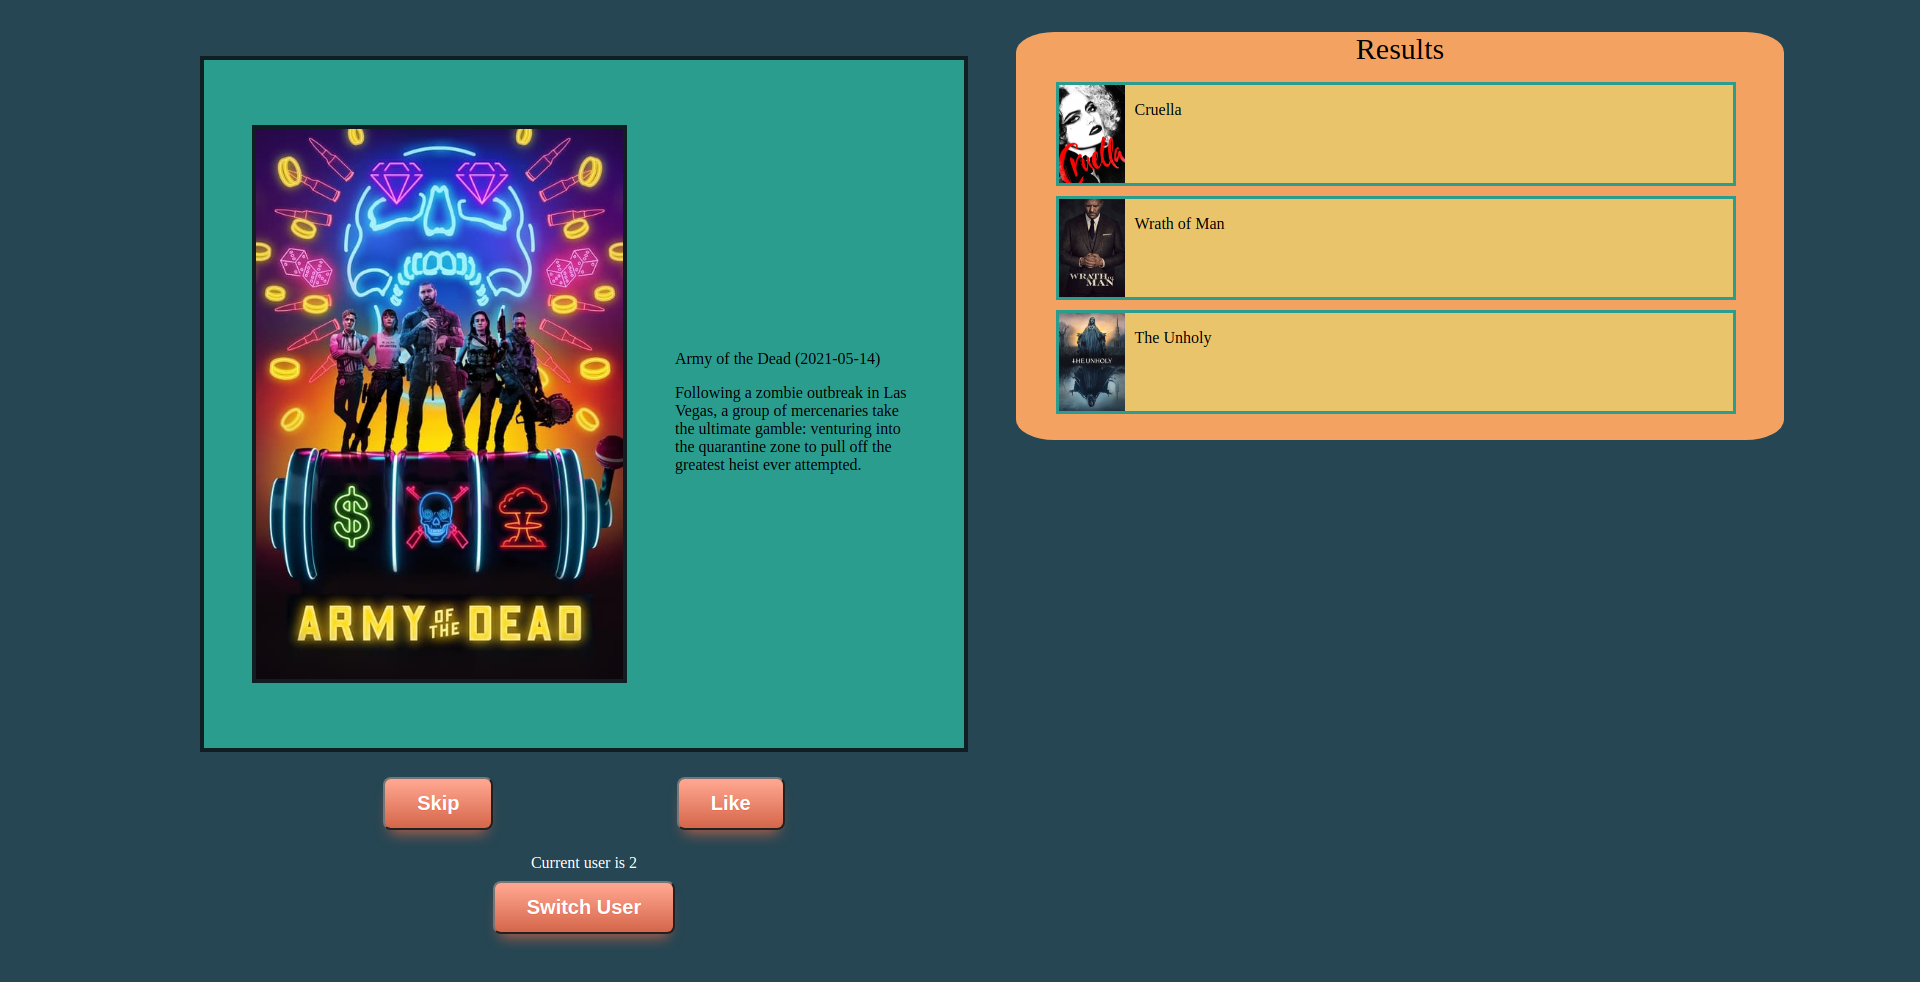 ARMY OF THE DEAD
Army of the Dead (2021-05-14)
Following a zombie outbreak in Las
Vegas, a group of mercenaries take
the ultimate gamble: venturing into
the quarantine zone to pull off the
greatest heist ever attempted.
Skip
Like
Current user is 2
Switch User
Results
Cruella
Cruella
WRATH OF
MAN
Wrath of Man
THE UNHOLY
The Unholy